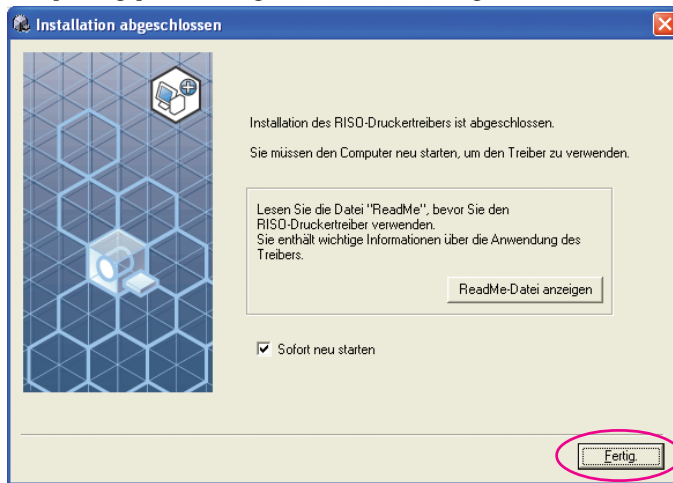 Installation abgeschlossen
Installation des RISO-Druckertreibers ist abgeschlossen.
Sie müssen den Computer neu starten, um den Treiber zu verwenden.
Lesen Sie die Datei "ReadMe", bevor Sie den
RISO-Druckertreiber verwenden.
Sie enthält wichtige Informationen über die Anwendung des
Treibers.
ReadMe-Datei anzeigen
Sofort neu starten
Fertig.